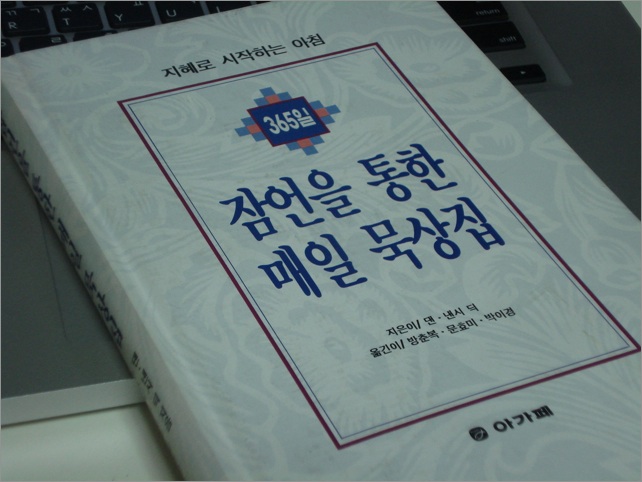 지혜로 시작하는 아침
365일
잠언을 통한
매일 묵상집
지은이/ 댄 · 낸시 딕
옮긴이/ 방춘복 · 문효미 · 박이경
아가페
R
T
Y
U
return
shift